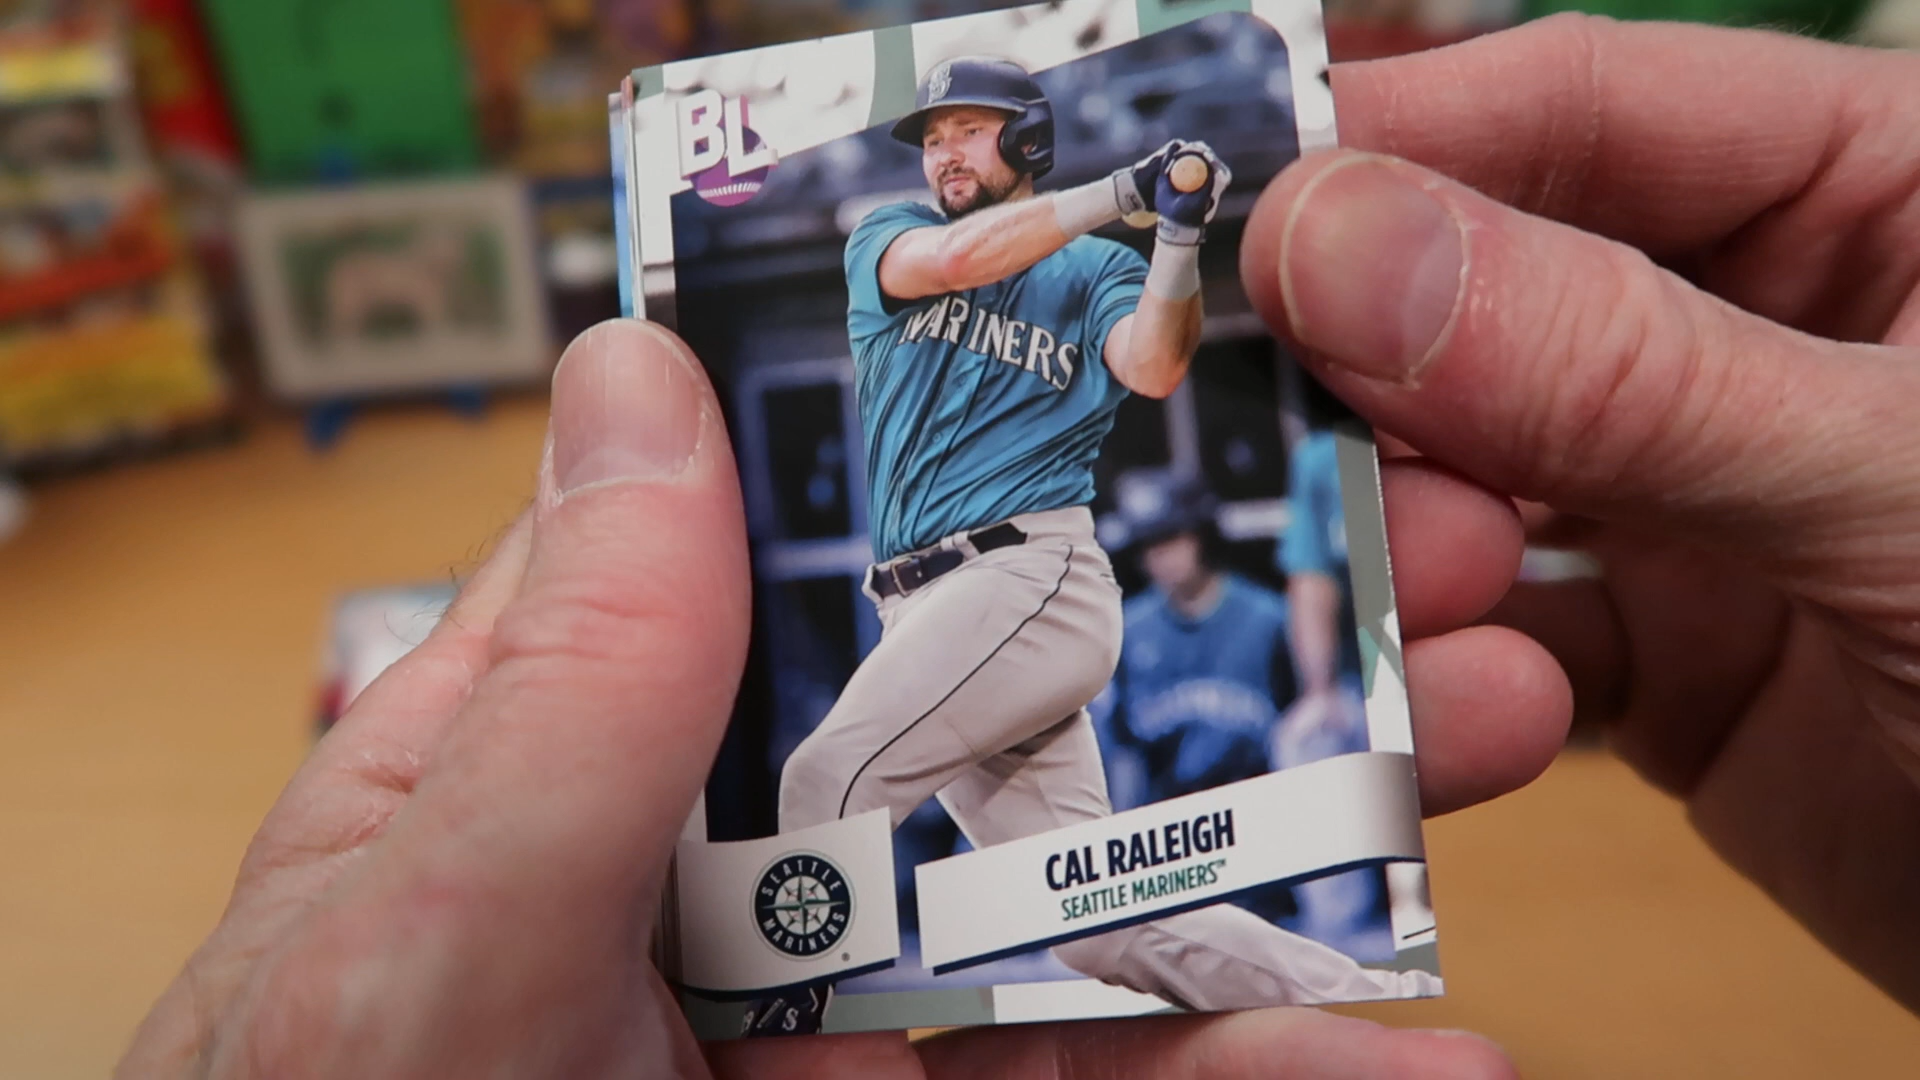 BL
MARINERS
CAL RALEIGH
SEATTLE MARINERS™
SEATTLE
MARINERS
®
S